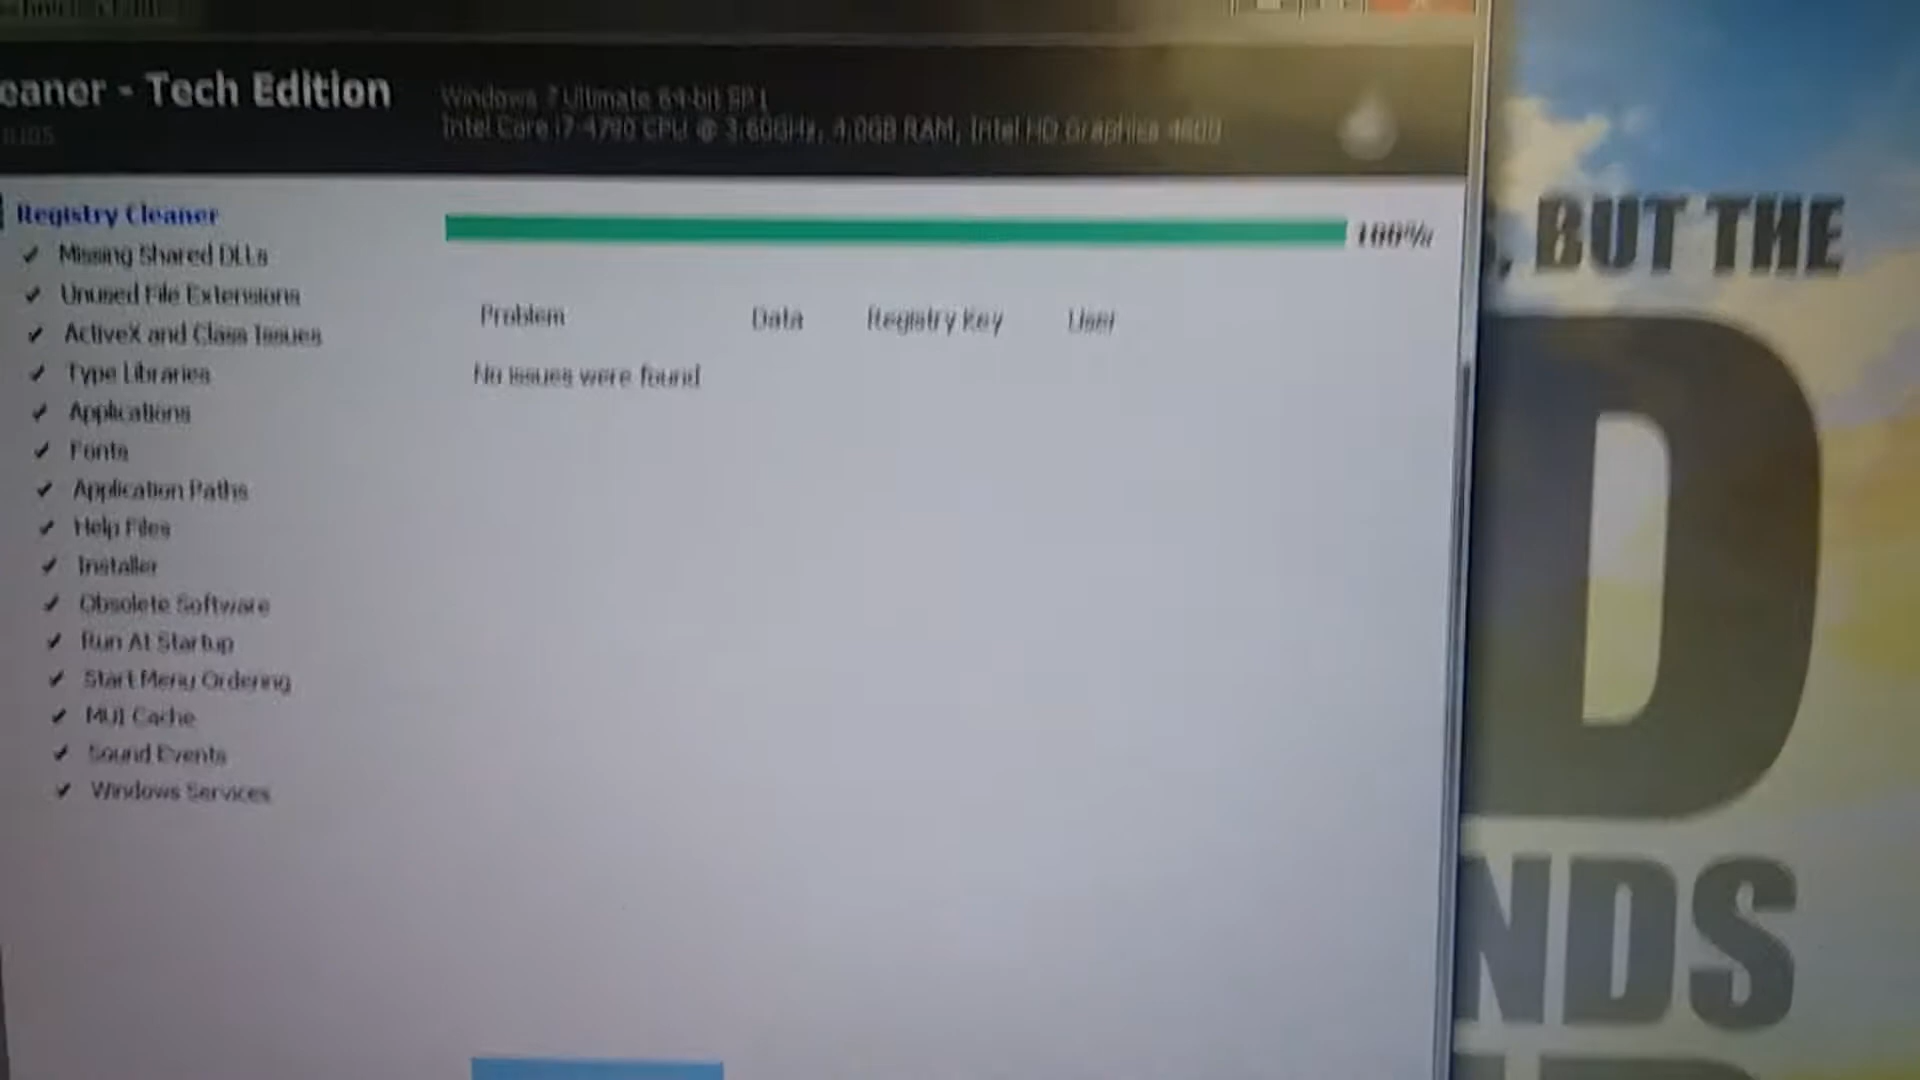 eaner - Tech Edition
Windows 7 Ultimate 64-bit SP1
Intel Core i7-4790 CPU @ 3.60GHz, 4.0GB RAM, Intel HD Graphics 4600
Registry Cleaner
100%
Missing Shared DLLs
Unused File Extensions
ActiveX and Class Issues
Type Libraries
Applications
Fonts
Application Paths
Help Files
Installer
Obsolete Software
Run At Startup
Start Menu Ordering
MUI Cache
Sound Events
Windows Services
Problem Data Registry Key User
No issues were found
, BUT THE
D
NDS